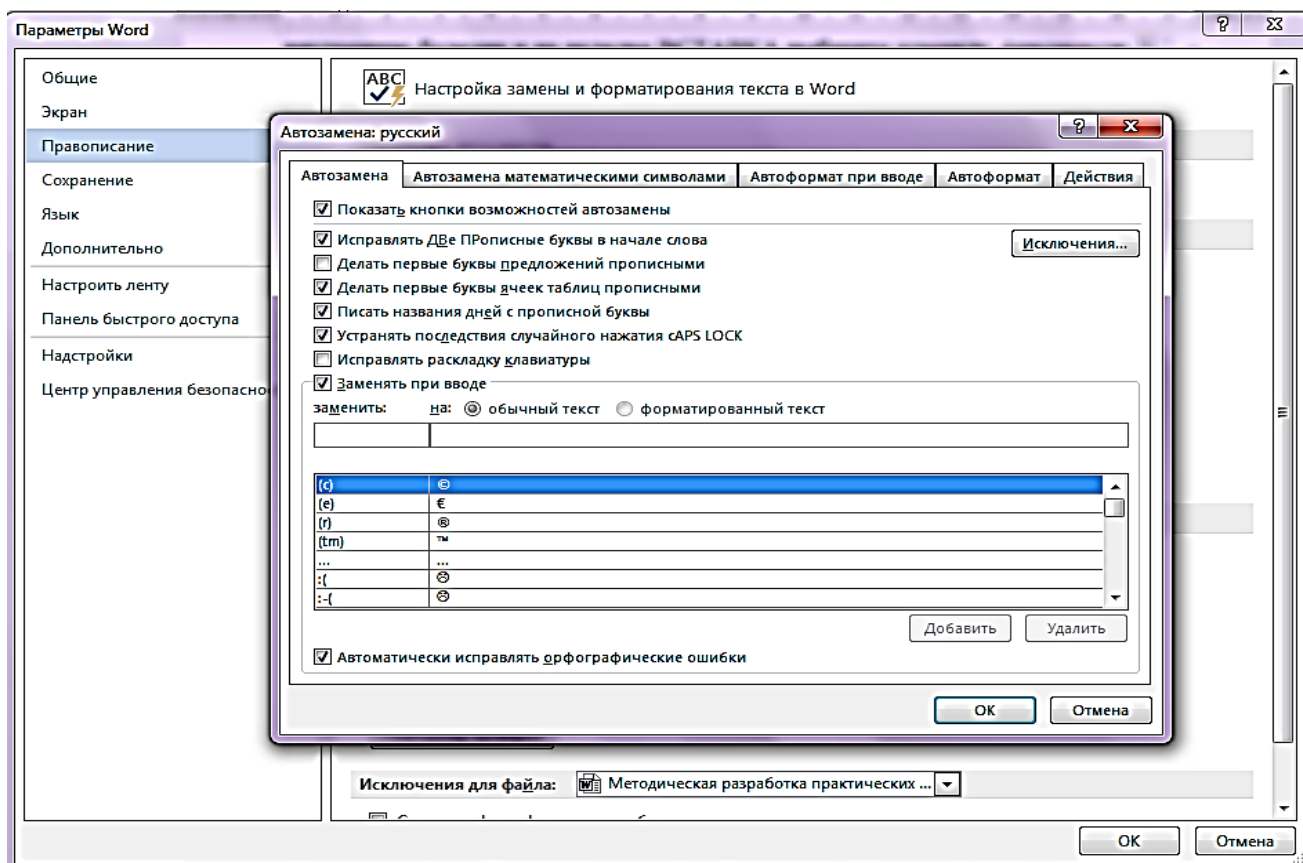 Параметры Word
Общие
Экран
Правописание
Сохранение
Язык
Дополнительно
Настроить ленту
Панель быстрого доступа
Надстройки
Центр управления безопаснос
ABC
Настройка замены и форматирования текста в Word
Автозамена: русский
Автозамена Автозамена математическими символами Автоформат при вводе Автоформат Действия
Показать кнопки возможностей автозамены
Исправлять ДВе ПРописные буквы в начале слова
Исключения...
Делать первые буквы предложений прописными
Делать первые буквы ячеек таблиц прописными
Писать названия дней с прописной буквы
Устранять последствия случайного нажатия cAPS LOCK
Исправлять раскладку клавиатуры
Заменять при вводе
заменить: на: обычный текст форматированный текст
(c) ©
(e) €
(r) ®
(tm) ™
... …
:( ☹
:-( ☹
Добавить Удалить
Автоматически исправлять орфографические ошибки
ОК Отмена
Исключения для файла: Методическая разработка практических ...
ОК Отмена